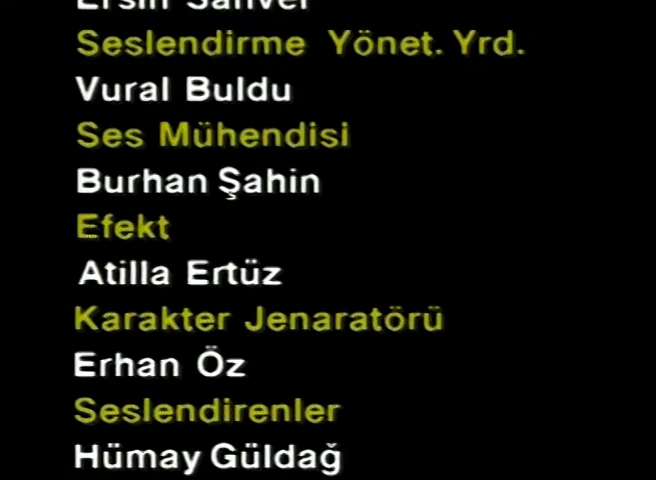 Seslendirme Yönet. Yrd.
Vural Buldu
Ses Mühendisi
Burhan Şahin
Efekt
Atilla Ertüz
Karakter Jenaratörü
Erhan Öz
Seslendirenler
Hümay Güldağ